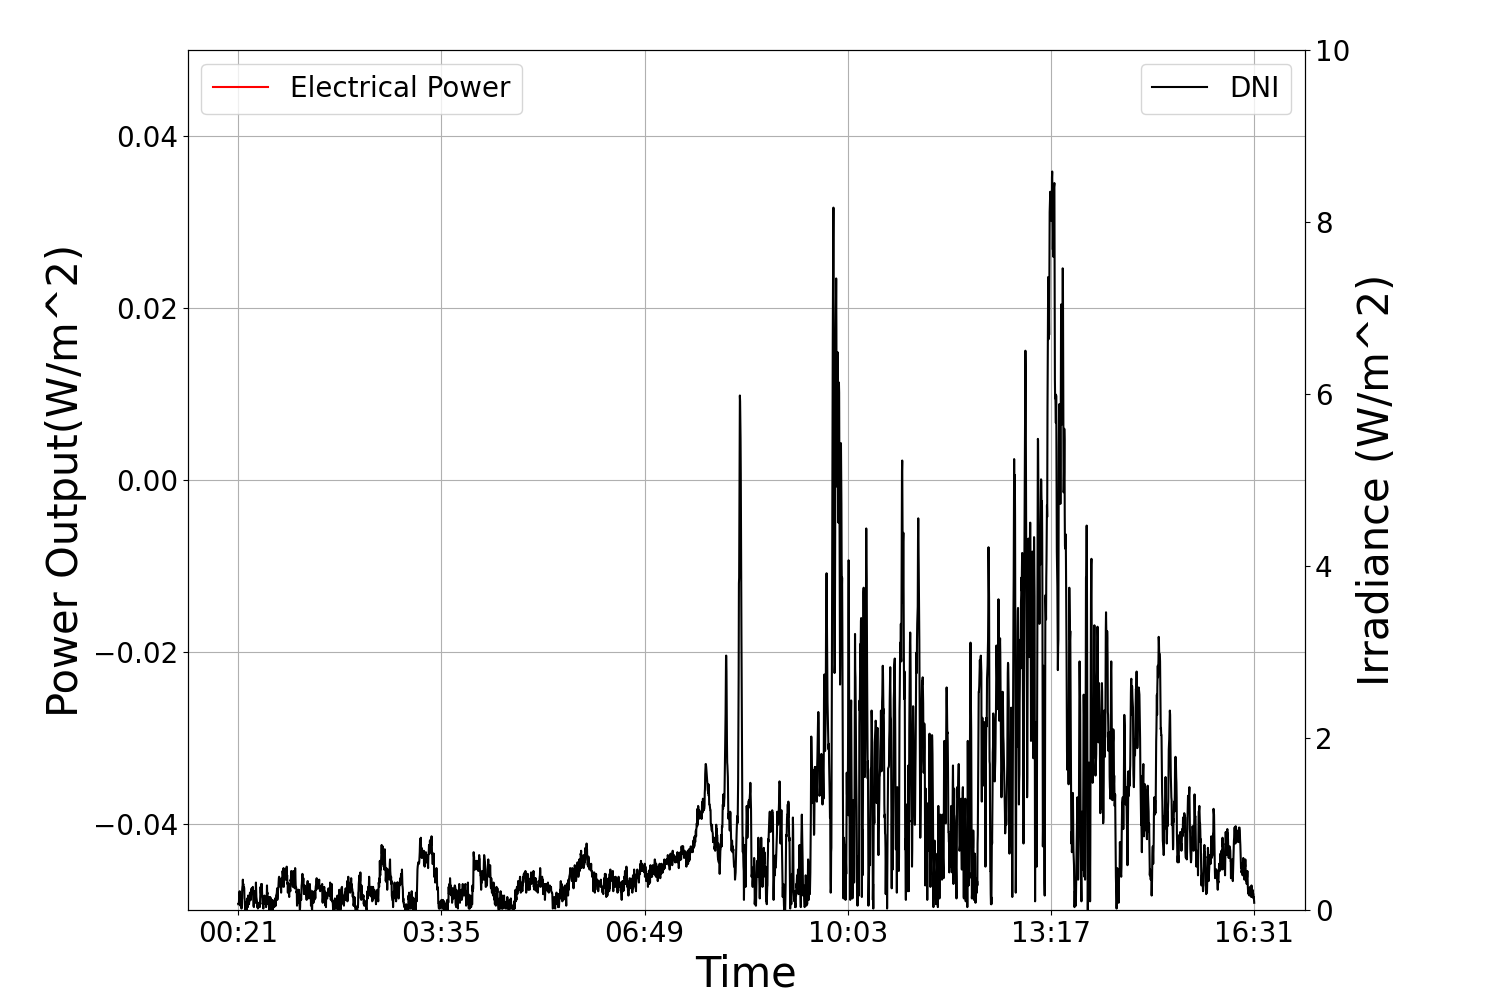 Electrical Power
DNI
Power Output(W/m^2)
0.04
0.02
0.00
−0.02
−0.04
10
8
6
4
2
0
Irradiance (W/m^2)
00:21 03:35 06:49 10:03 13:17 16:31
Time